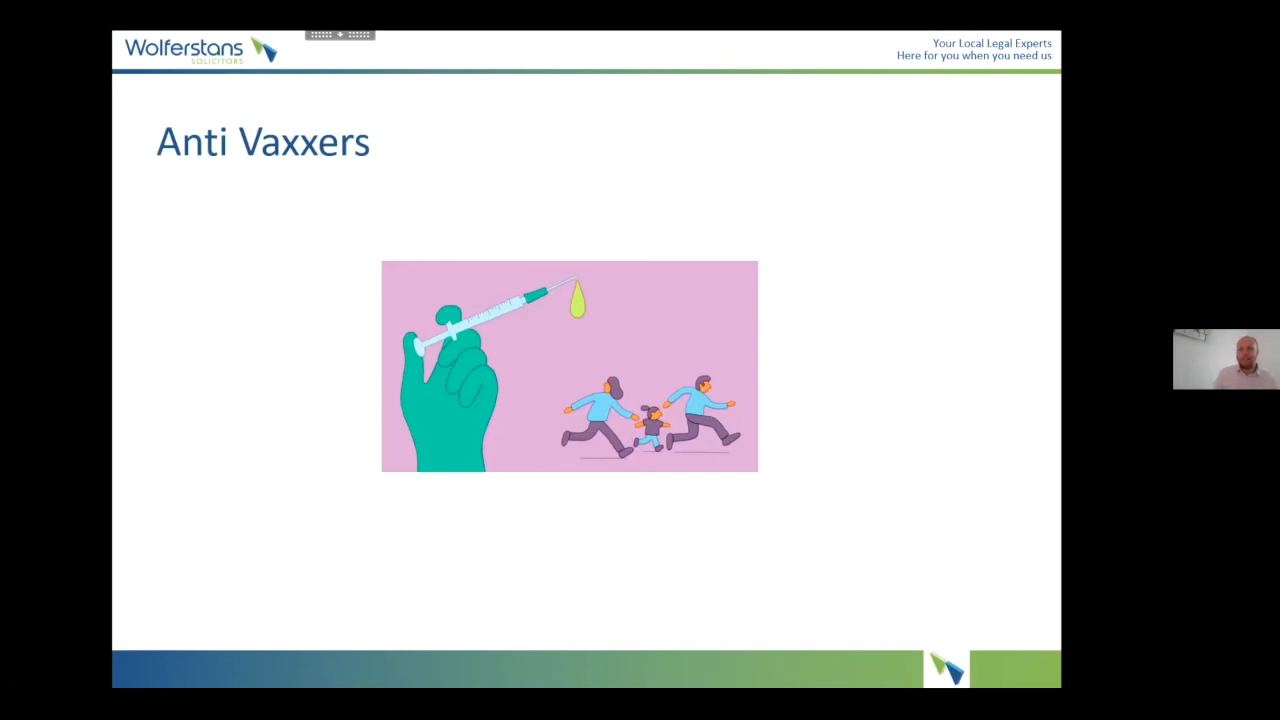 Wolferstans
SOLICITORS
Your Local Legal Experts
Here for you when you need us
Anti Vaxxers